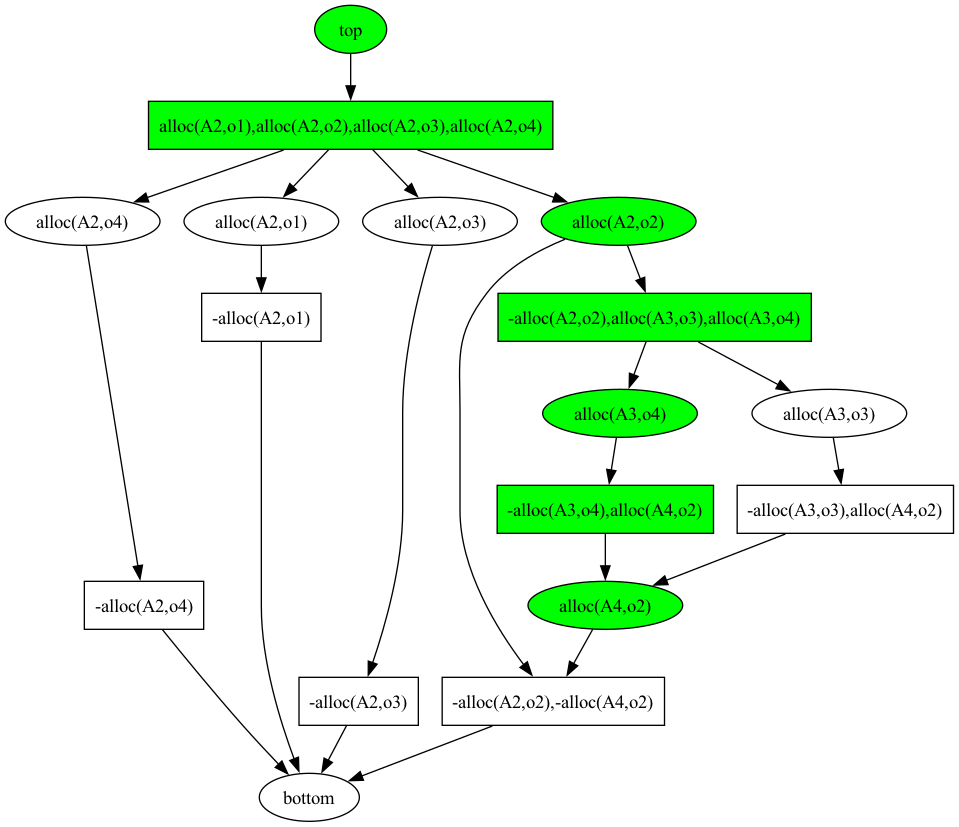 top
alloc(A2,o1),alloc(A2,o2),alloc(A2,o3),alloc(A2,o4)
alloc(A2,o4)
alloc(A2,o1)
alloc(A2,o3)
alloc(A2,o2)
-alloc(A2,o1)
-alloc(A2,o2),alloc(A3,o3),alloc(A3,o4)
alloc(A3,o4)
alloc(A3,o3)
-alloc(A3,o4),alloc(A4,o2)
-alloc(A3,o3),alloc(A4,o2)
-alloc(A2,o4)
alloc(A4,o2)
-alloc(A2,o3)
-alloc(A2,o2),-alloc(A4,o2)
bottom